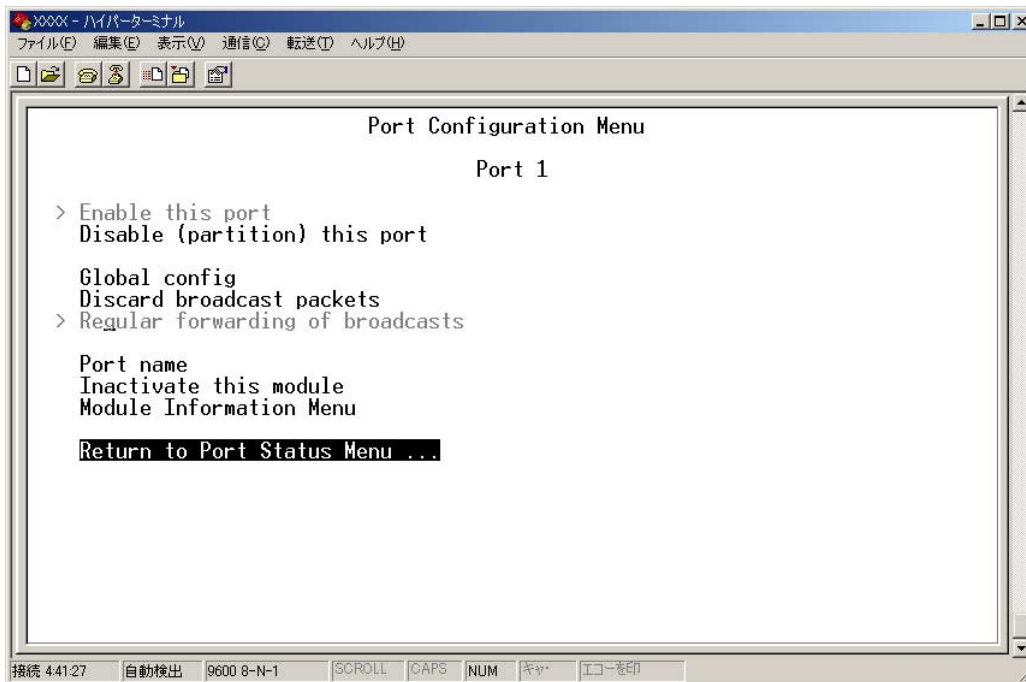 XXXX - ハイパーターミナル
ファイル(F) 編集(E) 表示(V) 通信(C) 転送(T) ヘルプ(H)
Port Configuration Menu
Port 1
> Enable this port
Disable (partition) this port
Global config
Discard broadcast packets
> Regular forwarding of broadcasts
Port name
Inactivate this module
Module Information Menu
Return to Port Status Menu ...
接続 4:41:27 自動検出 9600 8-N-1 SCROLL CAPS NUM キャ・ エコーを印